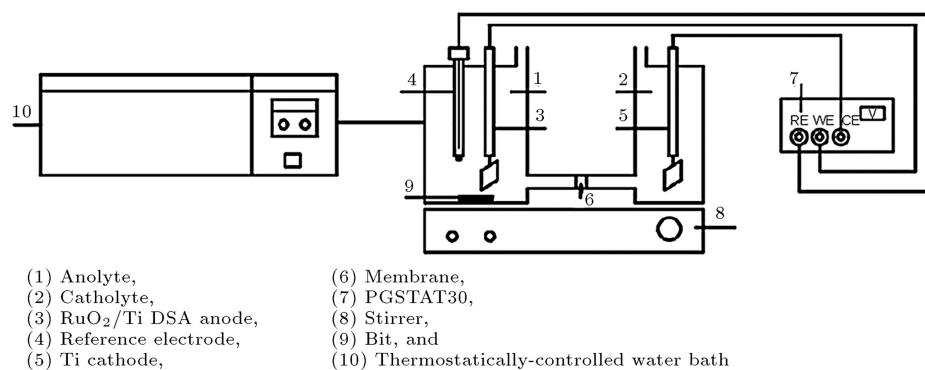 10
4
1
3
2
5
7
RE WE CE V
9
6
8
(1) Anolyte,
(2) Catholyte,
(3) RuO₂/Ti DSA anode,
(4) Reference electrode,
(5) Ti cathode,
(6) Membrane,
(7) PGSTAT30,
(8) Stirrer,
(9) Bit, and
(10) Thermostatically-controlled water bath